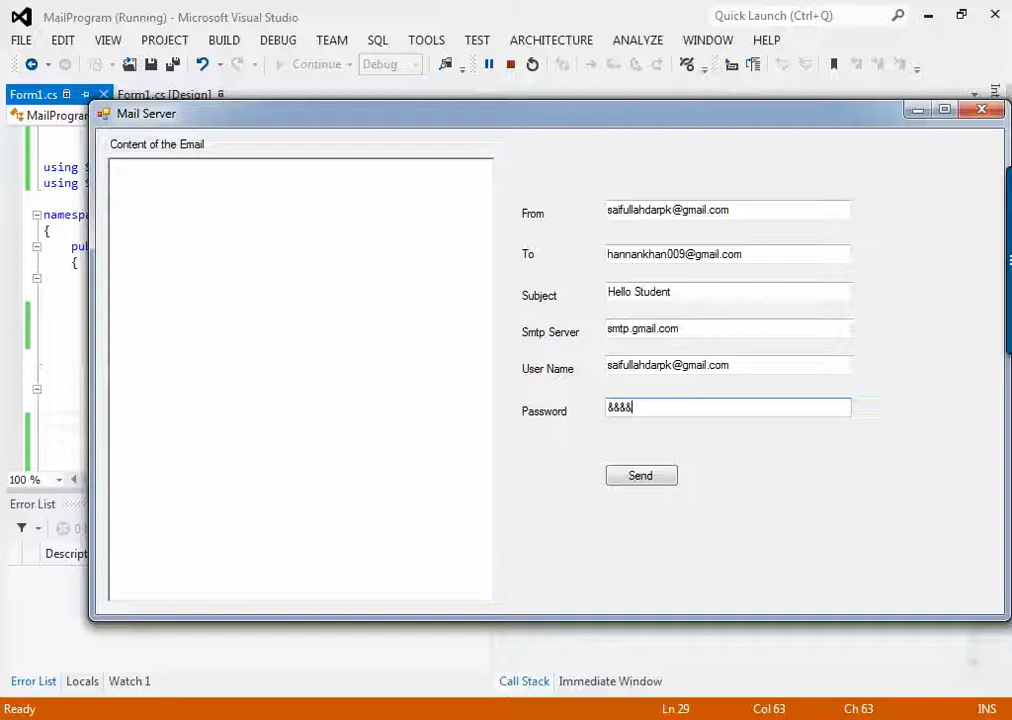 MailProgram (Running) - Microsoft Visual Studio
Quick Launch (Ctrl+Q)
FILE EDIT VIEW PROJECT BUILD DEBUG TEAM SQL TOOLS TEST ARCHITECTURE ANALYZE WINDOW HELP
Continue Debug
Form1.cs Form1.cs [Design]
Mail Server
Content of the Email
using
using
{
{
From saifullahdarpk@gmail.com
To hannankhan009@gmail.com
Subject Hello Student
Smtp Server smtp.gmail.com
User Name saifullahdarpk@gmail.com
Password &&&&
Send
100 %
Error List
0
Error List Locals Watch 1 Call Stack Immediate Window
Ready Ln 29 Col 63 Ch 63 INS